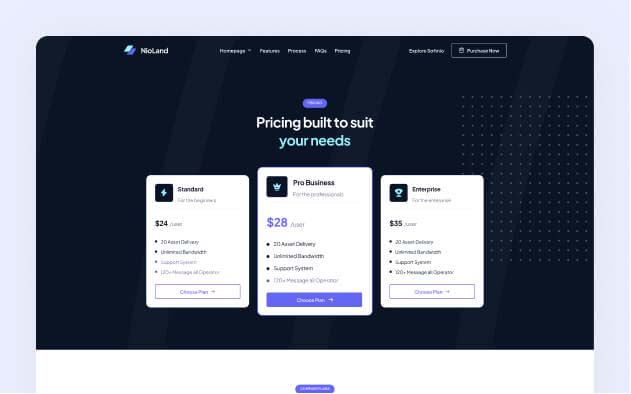 NioLand
Homepage
Features
Process
FAQs
Pricing
Explore Softnio
Purchase Now
PRICING
Pricing built to suit
your needs
Standard
For the beginners
$24 /user
20 Asset Delivery
Unlimited Bandwidth
Support System
120+ Message all Operator
Choose Plan →
Pro Business
For the professionals
$28 /user
20 Asset Delivery
Unlimited Bandwidth
Support System
120+ Message all Operator
Choose Plan →
Enterprise
For the enterprise
$35 /user
20 Asset Delivery
Unlimited Bandwidth
Support System
120+ Message all Operator
Choose Plan →